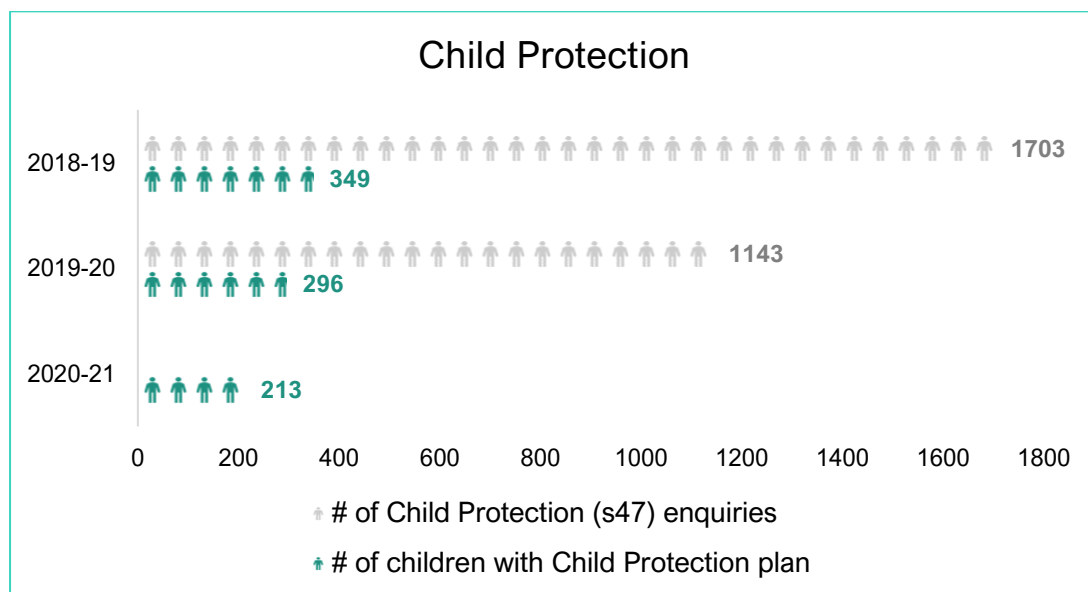 Child Protection
2018-19
1703
349
2019-20
1143
296
2020-21
213
0 200 400 600 800 1000 1200 1400 1600 1800
# of Child Protection (s47) enquiries
# of children with Child Protection plan